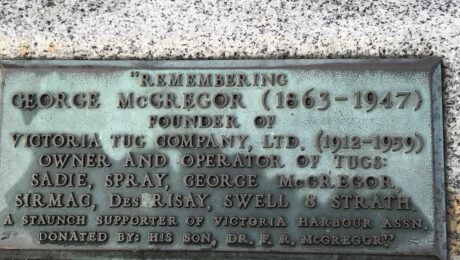 "REMEMBERING
GEORGE McGREGOR (1863-1947)
FOUNDER OF
VICTORIA TUG COMPANY, LTD. (1912-1959)
OWNER AND OPERATOR OF TUGS:
SADIE, SPRAY, GEORGE McGREGOR,
SIRMAC, DesBRISAY, SWELL & STRATH.
A STAUNCH SUPPORTER OF VICTORIA HARBOUR ASSN.
DONATED BY: HIS SON, DR. F. R. McGREGOR."